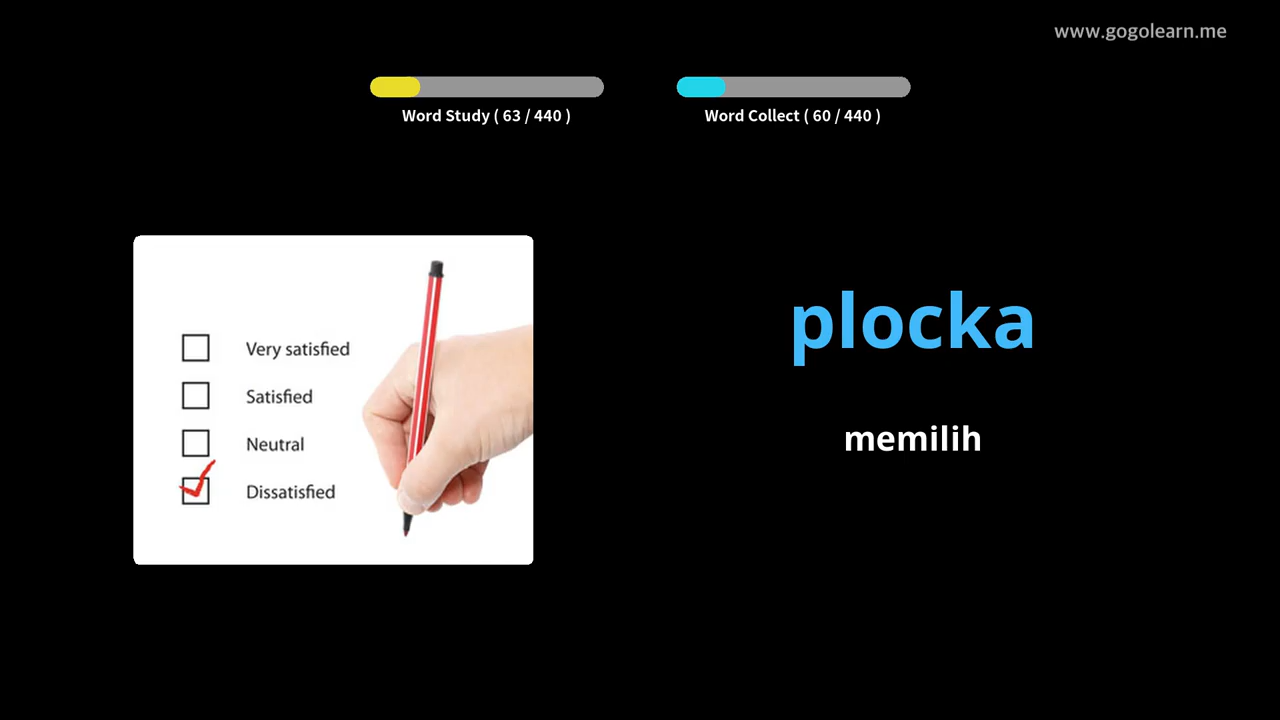 www.gogolearn.me
Word Study ( 63 / 440 )
Word Collect ( 60 / 440 )
Very satisfied
Satisfied
Neutral
Dissatisfied
plocka
memilih